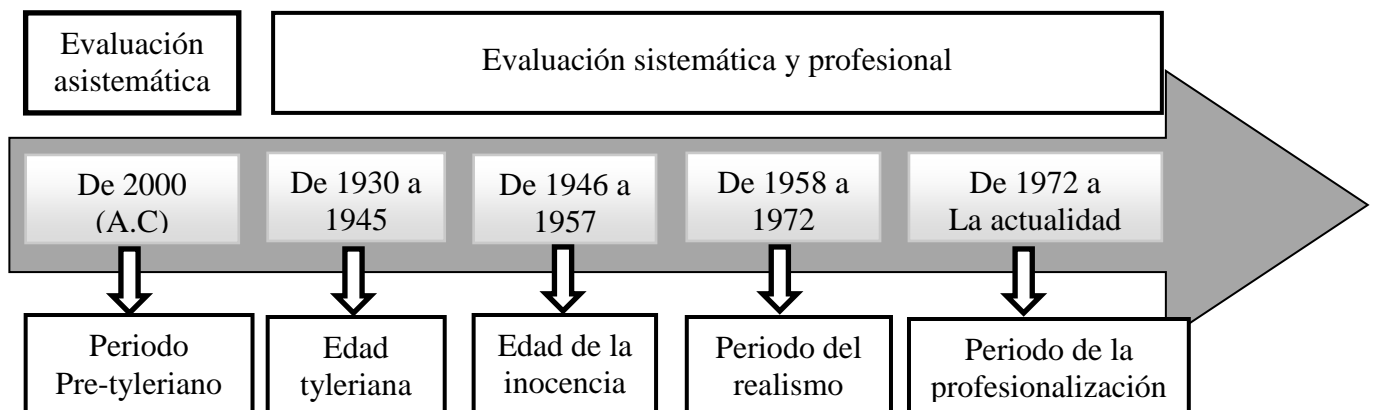 Evaluación
asistemática
Evaluación sistemática y profesional
De 2000
(A.C)
De 1930 a
1945
De 1946 a
1957
De 1958 a
1972
De 1972 a
La actualidad
Periodo
Pre-tyleriano
Edad
tyleriana
Edad de la
inocencia
Periodo del
realismo
Periodo de la
profesionalización